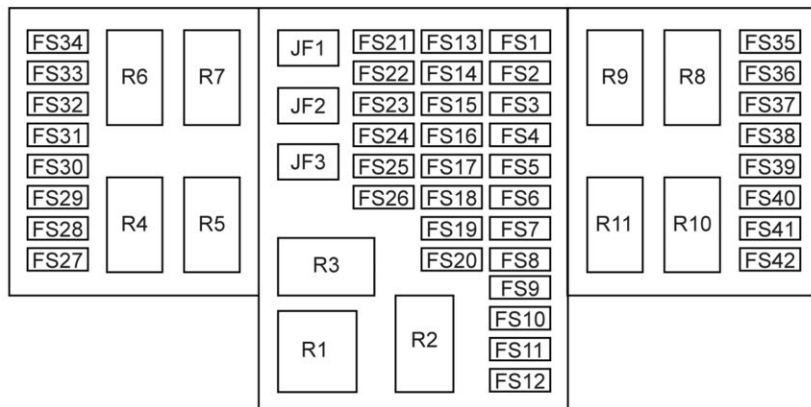 FS34 R6 R7 JF1 FS21 FS13 FS1 R9 R8 FS35
FS33 FS22 FS14 FS2 FS36
FS32 JF2 FS23 FS15 FS3 FS37
FS31 FS24 FS16 FS4 FS38
FS30 JF3 FS25 FS17 FS5 FS39
FS29 R4 R5 FS26 FS18 FS6 R11 R10 FS40
FS28 FS19 FS7 FS41
FS27 R3 FS20 FS8 FS42
FS9
R1 R2 FS10
FS11
FS12